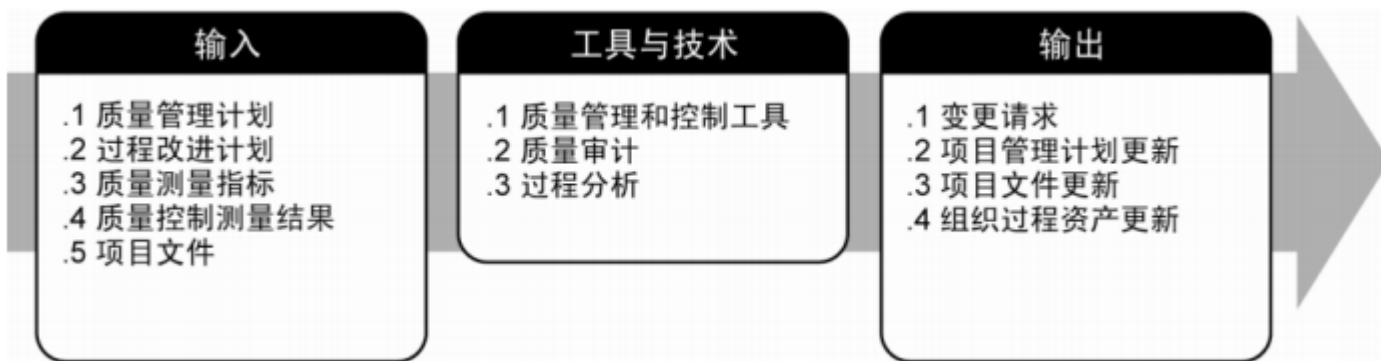 输入
.1 质量管理计划
.2 过程改进计划
.3 质量测量指标
.4 质量控制测量结果
.5 项目文件
工具与技术
.1 质量管理和控制工具
.2 质量审计
.3 过程分析
输出
.1 变更请求
.2 项目管理计划更新
.3 项目文件更新
.4 组织过程资产更新